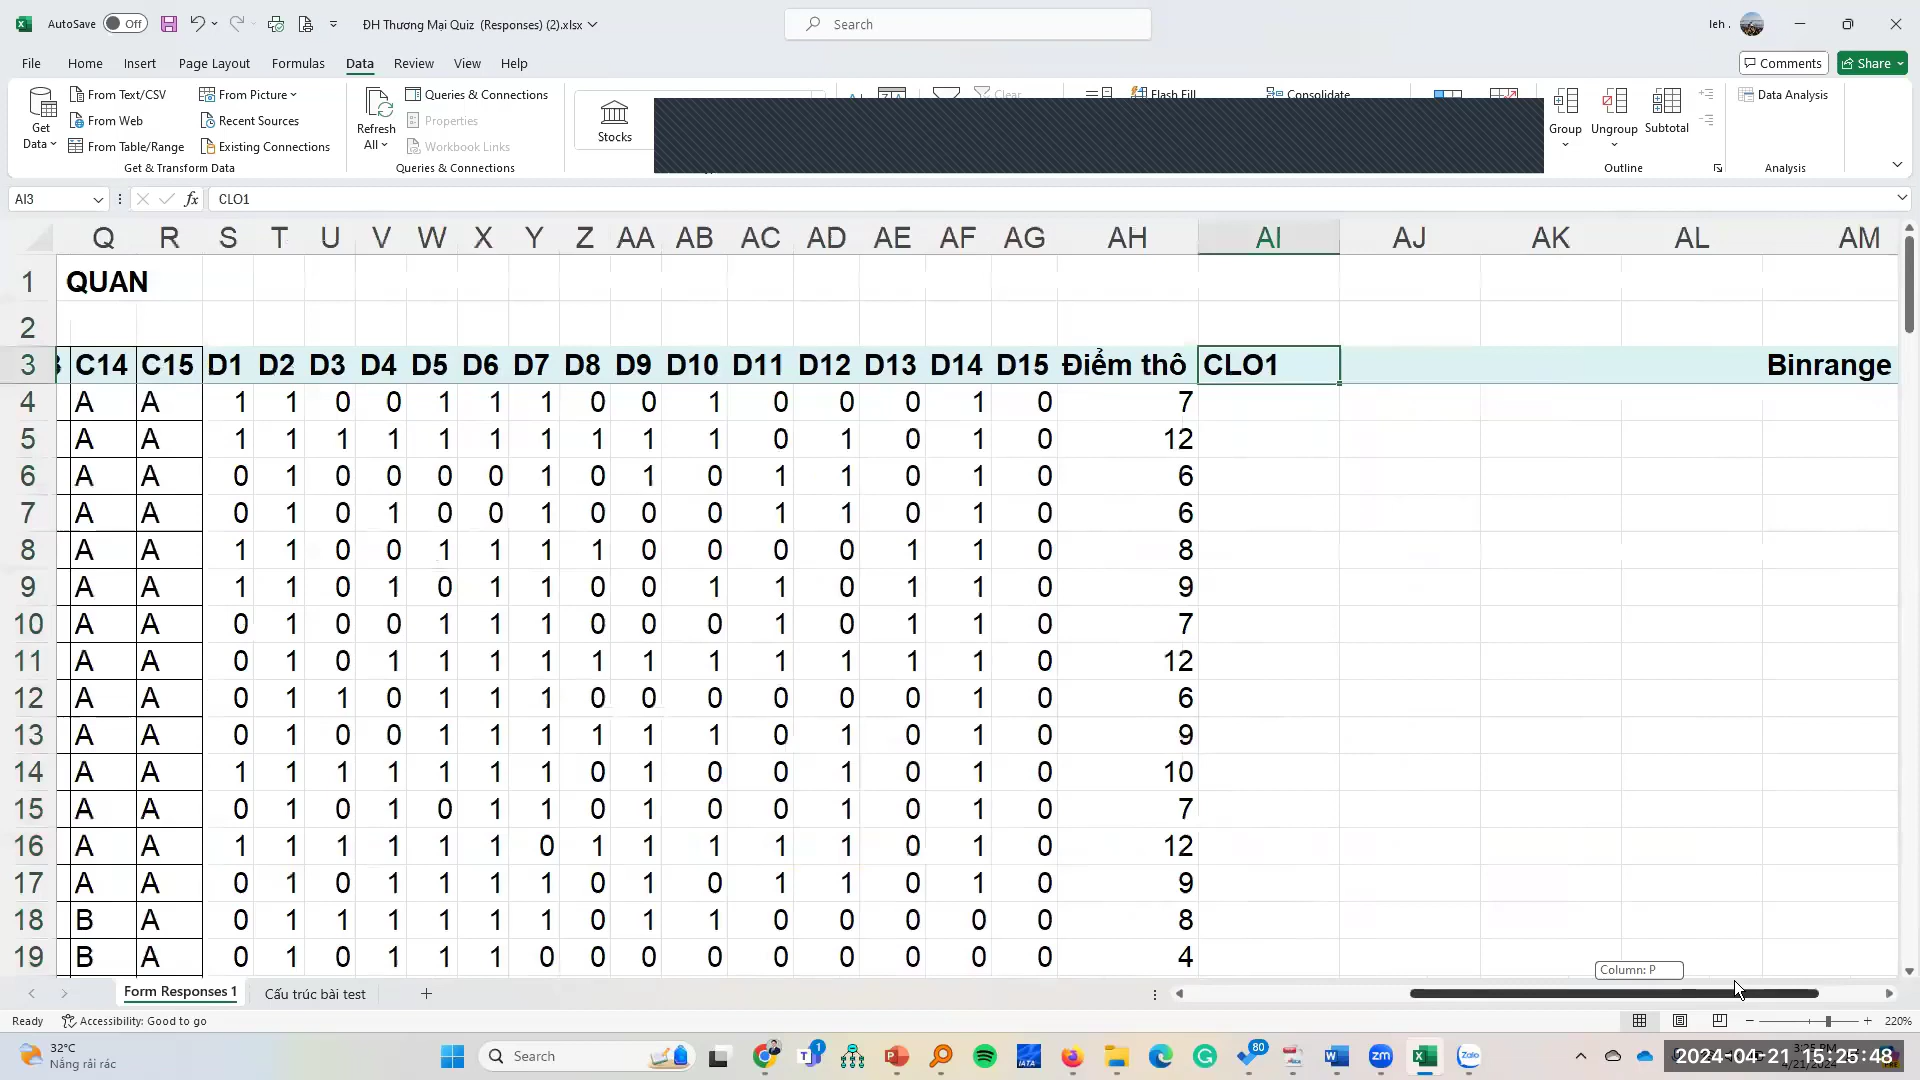 AutoSave Off ĐH Thương Mại Quiz (Responses) (2).xlsx Search leh .
File Home Insert Page Layout Formulas Data Review View Help Comments Share
Get Data From Text/CSV From Web From Table/Range From Picture Recent Sources Existing Connections
Get & Transform Data
Refresh All Queries & Connections Properties Workbook Links
Queries & Connections
Stocks Clear Flash Fill Consolidate
Group Ungroup Subtotal
Outline
Data Analysis
Analysis
AI3 fx CLO1
Q R S T U V W X Y Z AA AB AC AD AE AF AG AH AI AJ AK AL AM
1 QUAN
2
3 C14 C15 D1 D2 D3 D4 D5 D6 D7 D8 D9 D10 D11 D12 D13 D14 D15 Điểm thô CLO1 Binrange
4 A A 1 1 0 0 1 1 1 0 0 1 0 0 0 1 0 7
5 A A 1 1 1 1 1 1 1 1 1 1 0 1 0 1 0 12
6 A A 0 1 0 0 0 0 1 0 1 0 1 1 0 1 0 6
7 A A 0 1 0 1 0 0 1 0 0 0 1 1 0 1 0 6
8 A A 1 1 0 0 1 1 1 1 0 0 0 0 1 1 0 8
9 A A 1 1 0 1 0 1 1 0 0 1 1 0 1 1 0 9
10 A A 0 1 0 0 1 1 1 0 0 0 1 0 1 1 0 7
11 A A 0 1 0 1 1 1 1 1 1 1 1 1 1 1 0 12
12 A A 0 1 1 0 1 1 1 0 0 0 0 0 0 1 0 6
13 A A 0 1 0 0 1 1 1 1 1 1 0 1 0 1 0 9
14 A A 1 1 1 1 1 1 1 0 1 0 0 1 0 1 0 10
15 A A 0 1 0 1 0 1 1 0 1 0 0 1 0 1 0 7
16 A A 1 1 1 1 1 1 0 1 1 1 1 1 0 1 0 12
17 A A 0 1 0 1 1 1 1 0 1 0 1 1 0 1 0 9
18 B A 0 1 1 1 1 1 1 0 1 1 0 0 0 0 0 8
19 B A 0 1 0 1 1 1 0 0 0 0 0 0 0 0 0 4
Column: P
Form Responses 1 Cấu trúc bài test
Ready Accessibility: Good to go 220%
32°C
Nắng rải rác
Search
1
80
IATA
zm
Zalo
2024-04-21 15:25:48